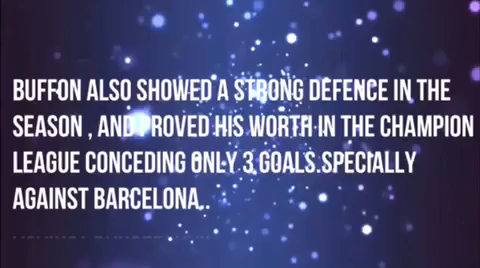 BUFFON ALSO SHOWED A STRONG DEFENCE IN THE
SEASON , AND PROVED HIS WORTH IN THE CHAMPION
LEAGUE CONCEDING ONLY 3 GOALS.SPECIALLY
AGAINST BARCELONA..